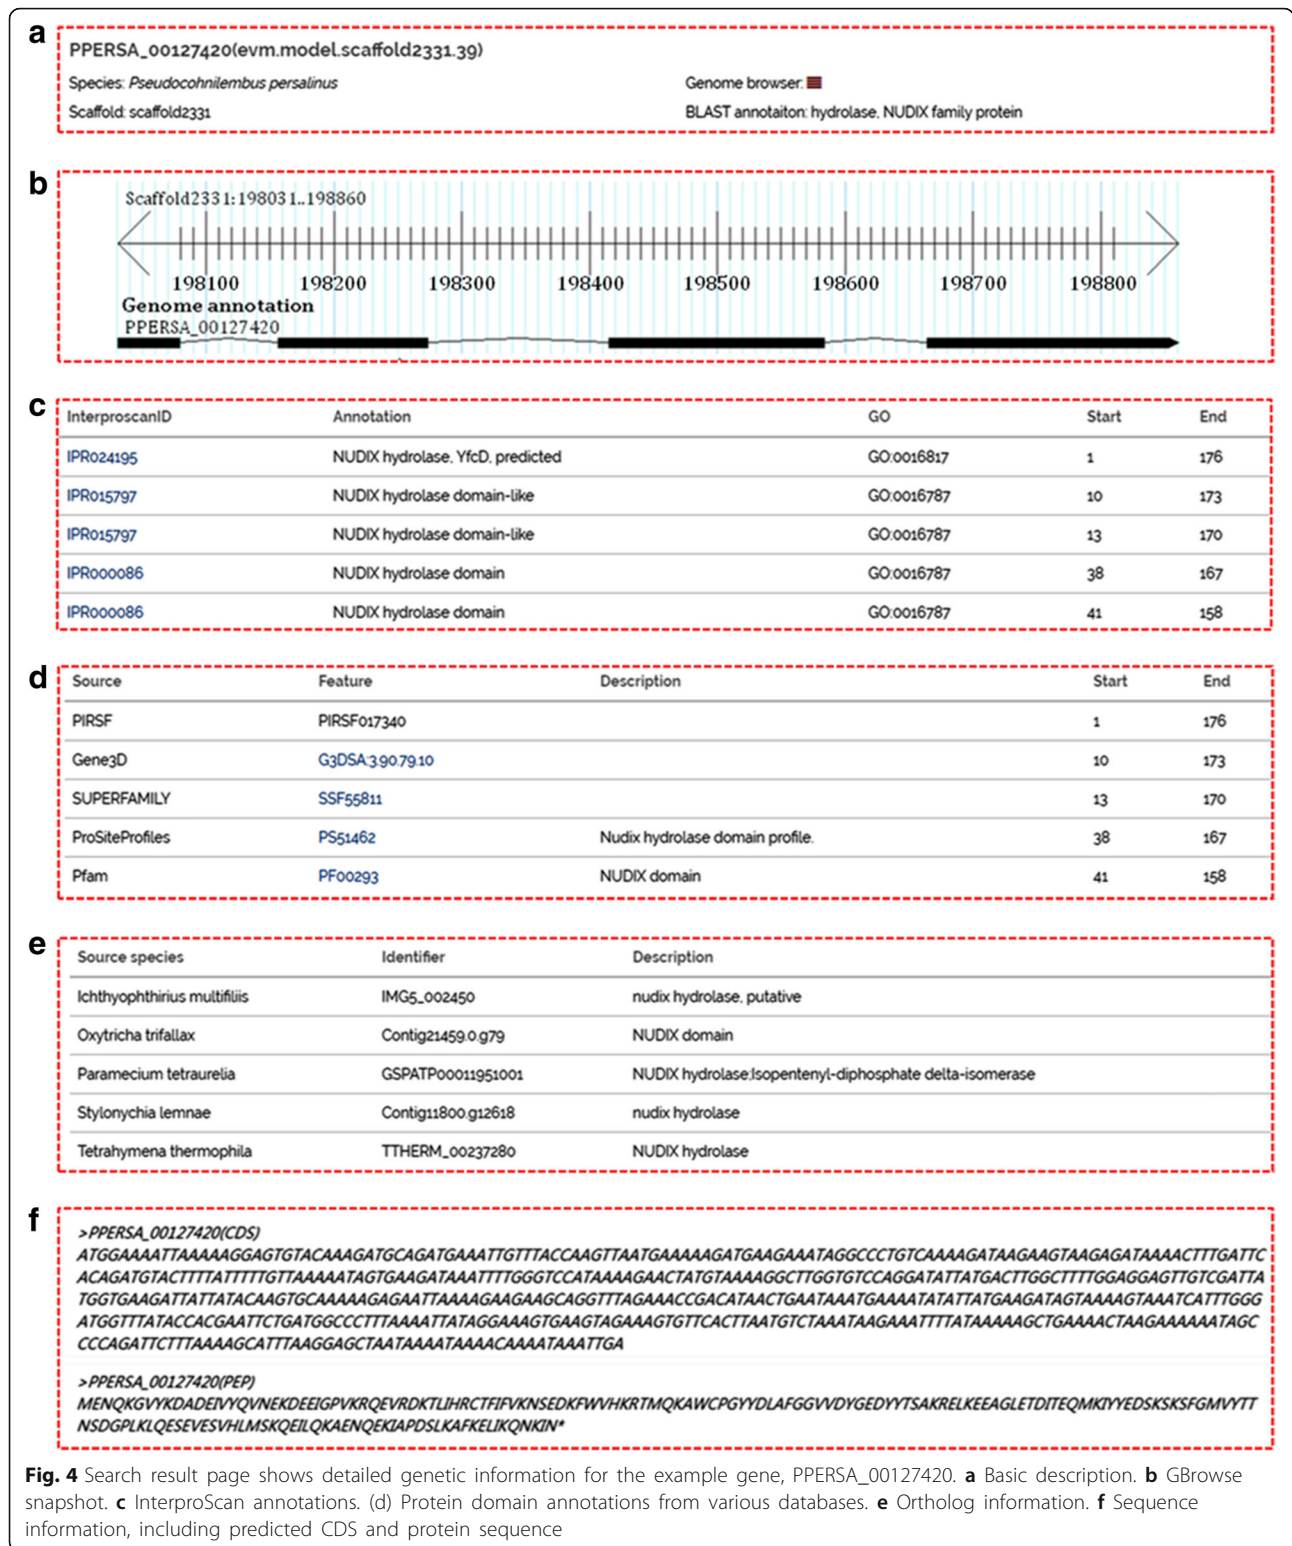 a
PPERSA_00127420(evm.model.scaffold2331.39)
Species: Pseudocohnilembus persalinus Genome browser:
Scaffold: scaffold2331 BLAST annotaiton: hydrolase, NUDIX family protein
b
Scaffold2331:198031..198860
198100 198200 198300 198400 198500 198600 198700 198800
Genome annotation
PPERSA_00127420
c
InterproscanID Annotation GO Start End
IPR024195 NUDIX hydrolase, YfcD, predicted GO:0016817 1 176
IPR015797 NUDIX hydrolase domain-like GO:0016787 10 173
IPR015797 NUDIX hydrolase domain-like GO:0016787 13 170
IPR000086 NUDIX hydrolase domain GO:0016787 38 167
IPR000086 NUDIX hydrolase domain GO:0016787 41 158
d
Source Feature Description Start End
PIRSF PIRSF017340 1 176
Gene3D G3DSA:3.90.79.10 10 173
SUPERFAMILY SSF55811 13 170
ProSiteProfiles PS51462 Nudix hydrolase domain profile. 38 167
Pfam PF00293 NUDIX domain 41 158
e
Source species Identifier Description
Ichthyophthirius multifiliis IMG5_002450 nudix hydrolase, putative
Oxytricha trifallax Contig21459.0.g79 NUDIX domain
Paramecium tetraurelia GSPATP00011951001 NUDIX hydrolase;Isopentenyl-diphosphate delta-isomerase
Stylonychia lemnae Contig11800.g12618 nudix hydrolase
Tetrahymena thermophila TTHERM_00237280 NUDIX hydrolase
f
>PPERSA_00127420(CDS)
ATGGAAAATTAAAAAGGAGTGTACAAAGATGCAGATGAAATTGTTTACCAAGTTAATGAAAAAGATGAAGAAATAGGCCCTGTCAAAAGATAAGAAGTAAGAGATAAAACTTTGATTC
ACAGATGTACTTTTATTTTTGTTAAAAATAGTGAAGATAAATTTTGGGTCCATAAAAGAACTATGTAAAAGGCTTGGTGTCCAGGATATTATGACTTGGCTTTTGGAGGAGTTGTCGATTA
TGGTGAAGATTATTATACAAGTGCAAAAAGAGAATTAAAAGAAGAAGCAGGTTTAGAAACCGACATAACTGAATAAATGAAAATATATTATGAAGATAGTAAAAGTAAATCATTTGGG
ATGGTTTATACCACGAATTCTGATGGCCCTTTAAAATTATAGGAAAGTGAAGTAGAAAGTGTTCACTTAATGTCTAAATAAGAAATTTTATAAAAAGCTGAAAACTAAGAAAAAATAGC
CCCAGATTCTTTAAAAGCATTTAAGGAGCTAATAAAATAAAACAAAATAAATTGA
>PPERSA_00127420(PEP)
MENQKGVYKDADEIVYQVNEKDEEIGPVKRQEVRDKTLIHRCTFIFVKNSEDKFWVHKRTMQKAWCPGYYDLAFGGVVDYGEDYYTSAKRELKEEAGLETDITEQMKIYYEDSKSKSFGMVYTT
NSDGPLKLQESEVESVHLMSKQEILQKAENQEKIAPDSLKAFKELIKQNKIN*
Fig. 4 Search result page shows detailed genetic information for the example gene, PPERSA_00127420. a Basic description. b GBrowse
snapshot. c InterproScan annotations. (d) Protein domain annotations from various databases. e Ortholog information. f Sequence
information, including predicted CDS and protein sequence